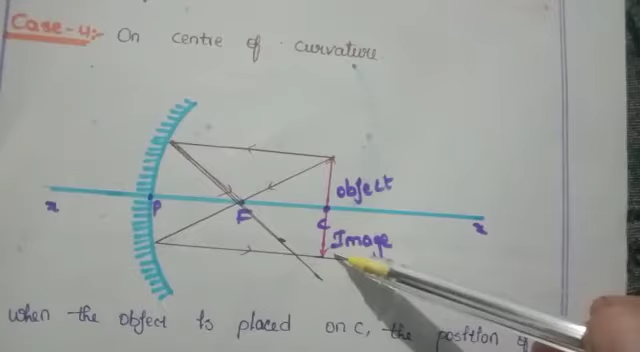 Case-4:- On centre of curvature.
object
x P F C x
Image
when the object is placed on C, the position of